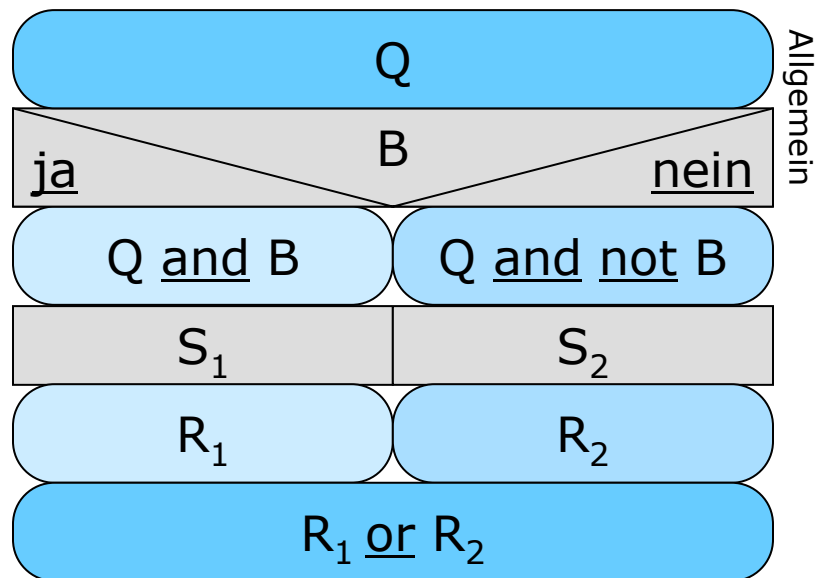 Q
Allgemein
B
ja
nein
Q and B
Q and not B
S₁
S₂
R₁
R₂
R₁ or R₂